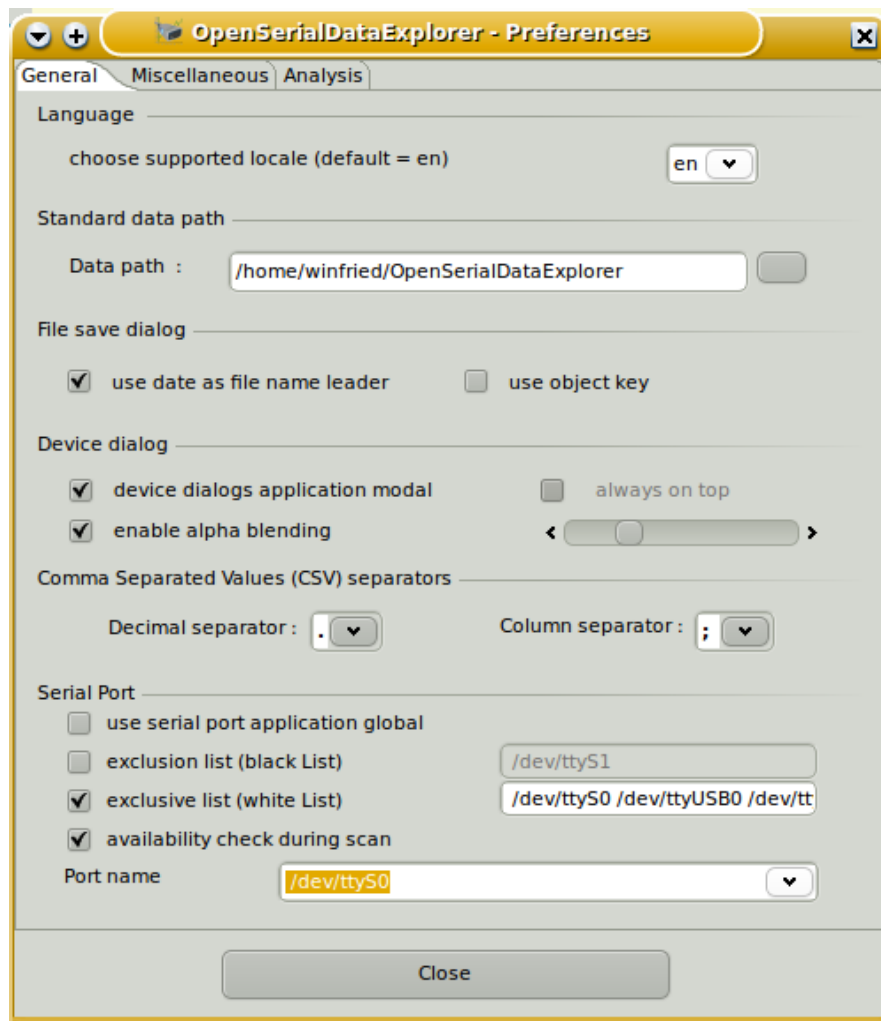 OpenSerialDataExplorer - Preferences
General Miscellaneous Analysis
Language
choose supported locale (default = en) en
Standard data path
Data path : /home/winfried/OpenSerialDataExplorer
File save dialog
use date as file name leader use object key
Device dialog
device dialogs application modal always on top
enable alpha blending
Comma Separated Values (CSV) separators
Decimal separator : . Column separator : ;
Serial Port
use serial port application global
exclusion list (black List) /dev/ttyS1
exclusive list (white List) /dev/ttyS0 /dev/ttyUSB0 /dev/tt
availability check during scan
Port name /dev/ttyS0
Close